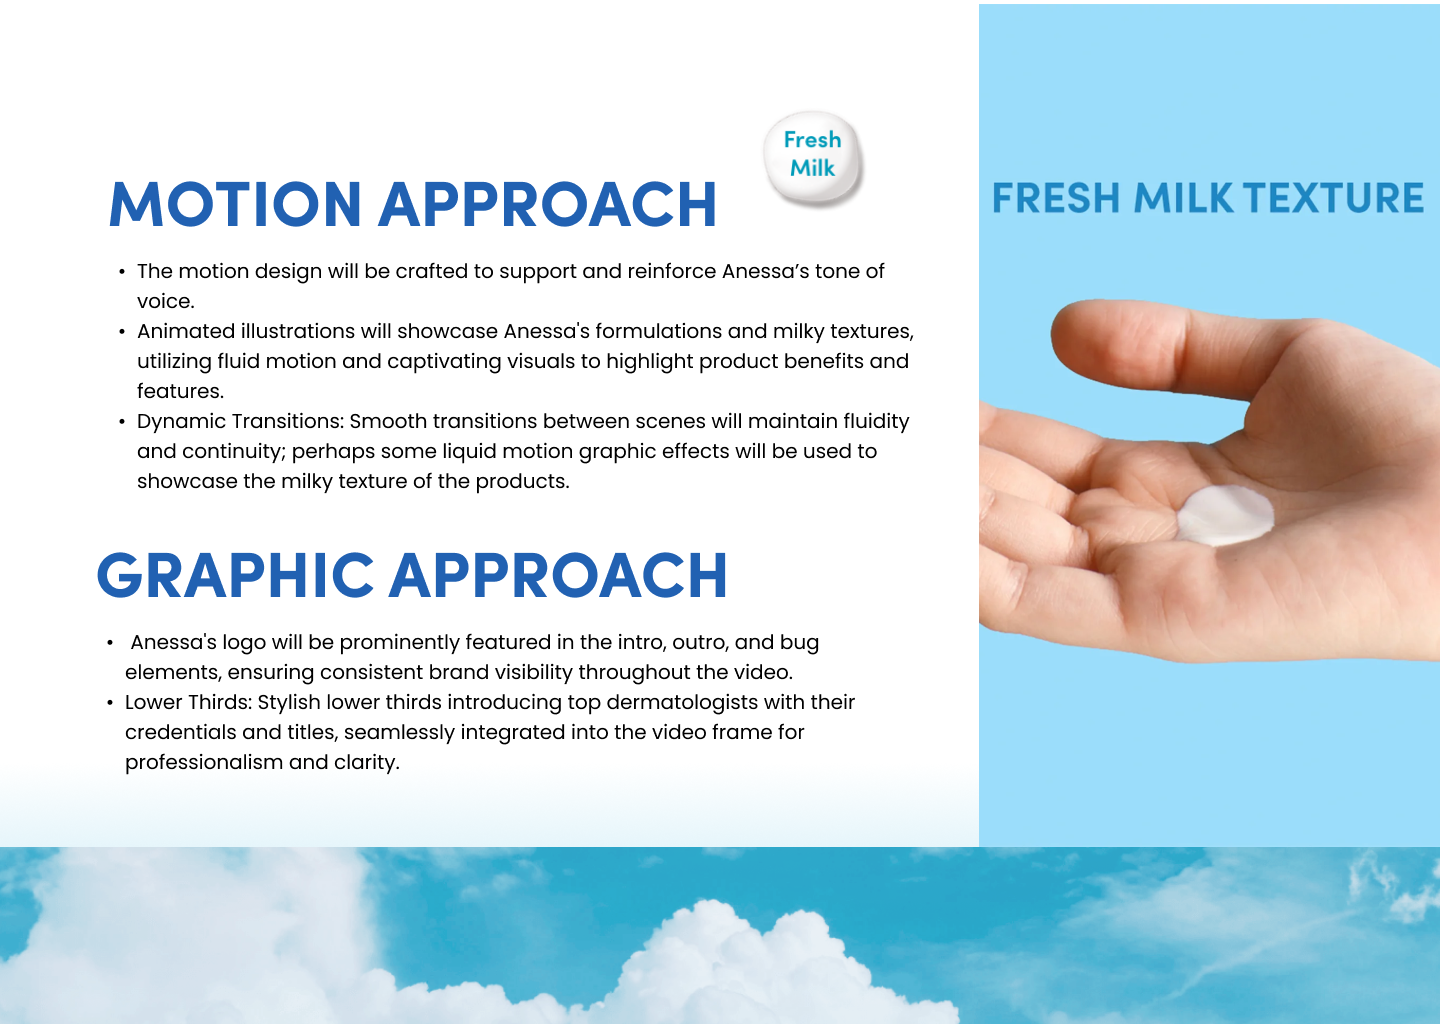 Fresh
Milk
MOTION APPROACH
• The motion design will be crafted to support and reinforce Anessa’s tone of
voice.
• Animated illustrations will showcase Anessa's formulations and milky textures,
utilizing fluid motion and captivating visuals to highlight product benefits and
features.
• Dynamic Transitions: Smooth transitions between scenes will maintain fluidity
and continuity; perhaps some liquid motion graphic effects will be used to
showcase the milky texture of the products.
GRAPHIC APPROACH
• Anessa's logo will be prominently featured in the intro, outro, and bug
elements, ensuring consistent brand visibility throughout the video.
• Lower Thirds: Stylish lower thirds introducing top dermatologists with their
credentials and titles, seamlessly integrated into the video frame for
professionalism and clarity.
FRESH MILK TEXTURE